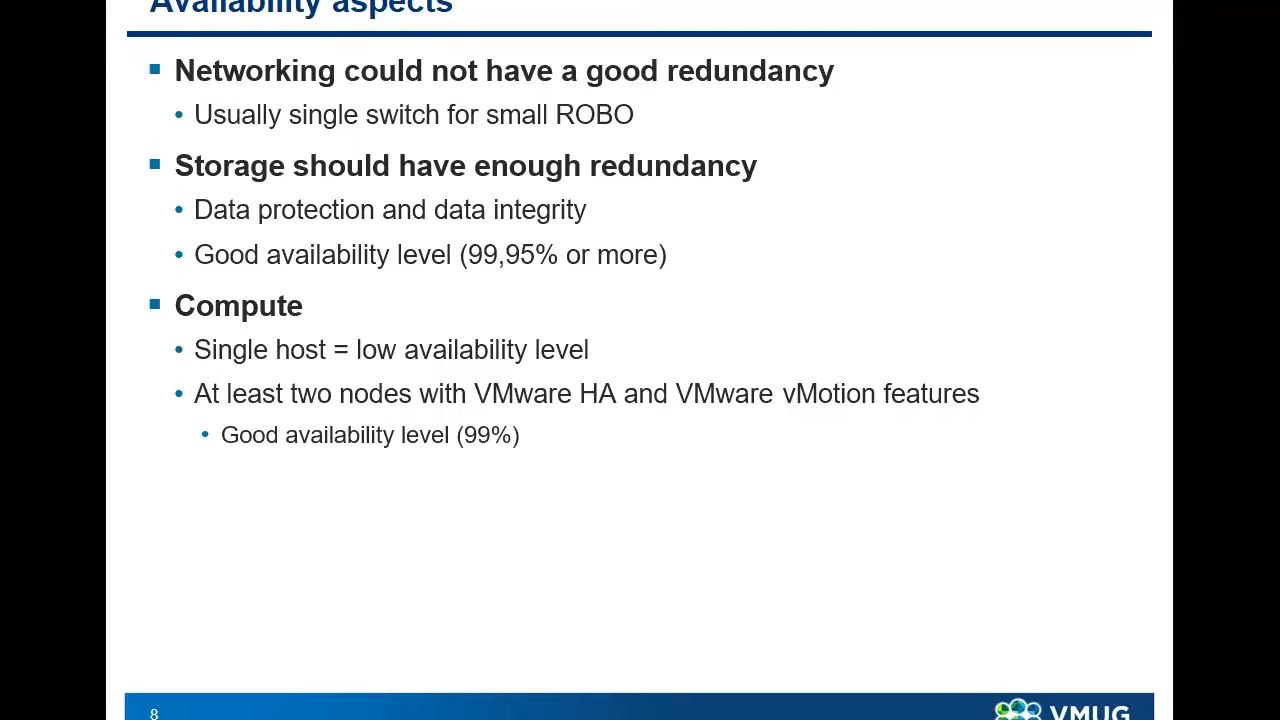 Availability aspects
Networking could not have a good redundancy
Usually single switch for small ROBO
Storage should have enough redundancy
Data protection and data integrity
Good availability level (99,95% or more)
Compute
Single host = low availability level
At least two nodes with VMware HA and VMware vMotion features
Good availability level (99%)
8
VMUG